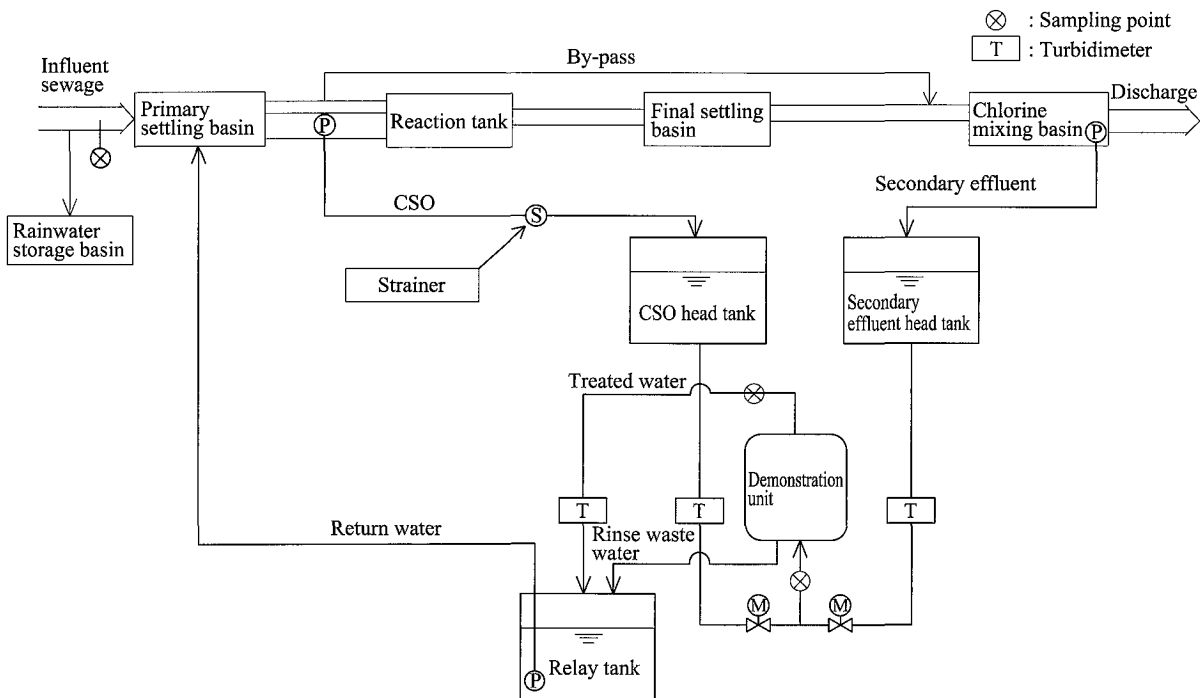 ⊗ : Sampling point
T : Turbidimeter
By-pass
Influent
sewage
Discharge
Primary
settling basin
P
Reaction tank
Final settling
basin
Chlorine
mixing basin
P
Secondary effluent
CSO
S
Rainwater
storage basin
Strainer
CSO head tank
Secondary
effluent head tank
Treated water
Demonstration
unit
T
T
T
Return water
Rinse waste
water
M
M
Relay tank
P